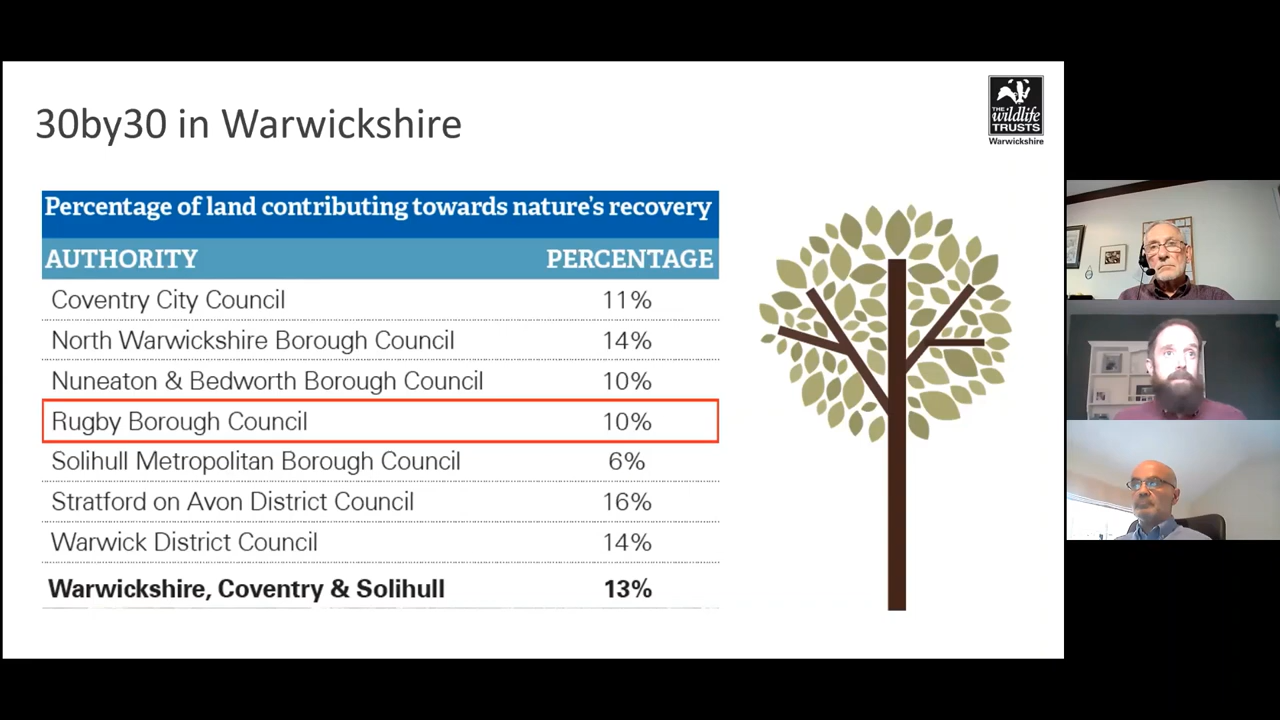 30by30 in Warwickshire
THE
wildlife
TRUSTS
Warwickshire
Percentage of land contributing towards nature's recovery
AUTHORITY PERCENTAGE
Coventry City Council 11%
North Warwickshire Borough Council 14%
Nuneaton & Bedworth Borough Council 10%
Rugby Borough Council 10%
Solihull Metropolitan Borough Council 6%
Stratford on Avon District Council 16%
Warwick District Council 14%
Warwickshire, Coventry & Solihull 13%